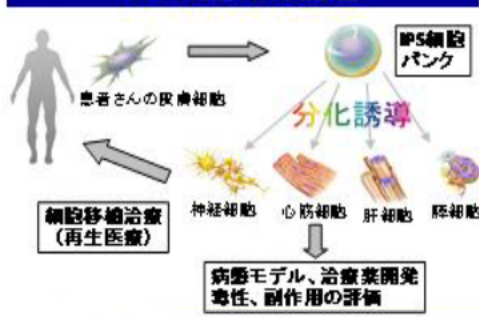 iPS細胞
バンク
患者さんの皮膚細胞
分化誘導
神経細胞
心筋細胞
肝細胞
膵細胞
細胞移植治療
(再生医療)
病態モデル、治療薬開発
毒性、副作用の評価